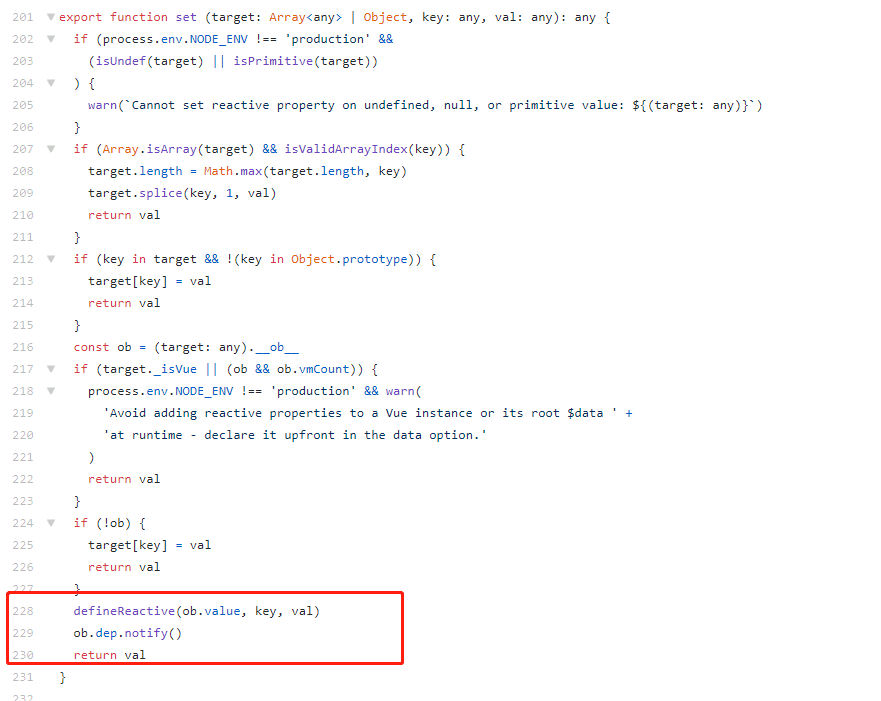 201 ▼ export function set (target: Array<any> | Object, key: any, val: any): any {
202 ▼ if (process.env.NODE_ENV !== 'production' &&
203 (isUndef(target) || isPrimitive(target))
204 ▼ ) {
205 warn(`Cannot set reactive property on undefined, null, or primitive value: ${(target: any)}`)
206 }
207 ▼ if (Array.isArray(target) && isValidArrayIndex(key)) {
208 target.length = Math.max(target.length, key)
209 target.splice(key, 1, val)
210 return val
211 }
212 ▼ if (key in target && !(key in Object.prototype)) {
213 target[key] = val
214 return val
215 }
216 const ob = (target: any).__ob__
217 ▼ if (target._isVue || (ob && ob.vmCount)) {
218 ▼ process.env.NODE_ENV !== 'production' && warn(
219 'Avoid adding reactive properties to a Vue instance or its root $data ' +
220 'at runtime - declare it upfront in the data option.'
221 )
222 return val
223 }
224 ▼ if (!ob) {
225 target[key] = val
226 return val
227 }
228 defineReactive(ob.value, key, val)
229 ob.dep.notify()
230 return val
231 }
232